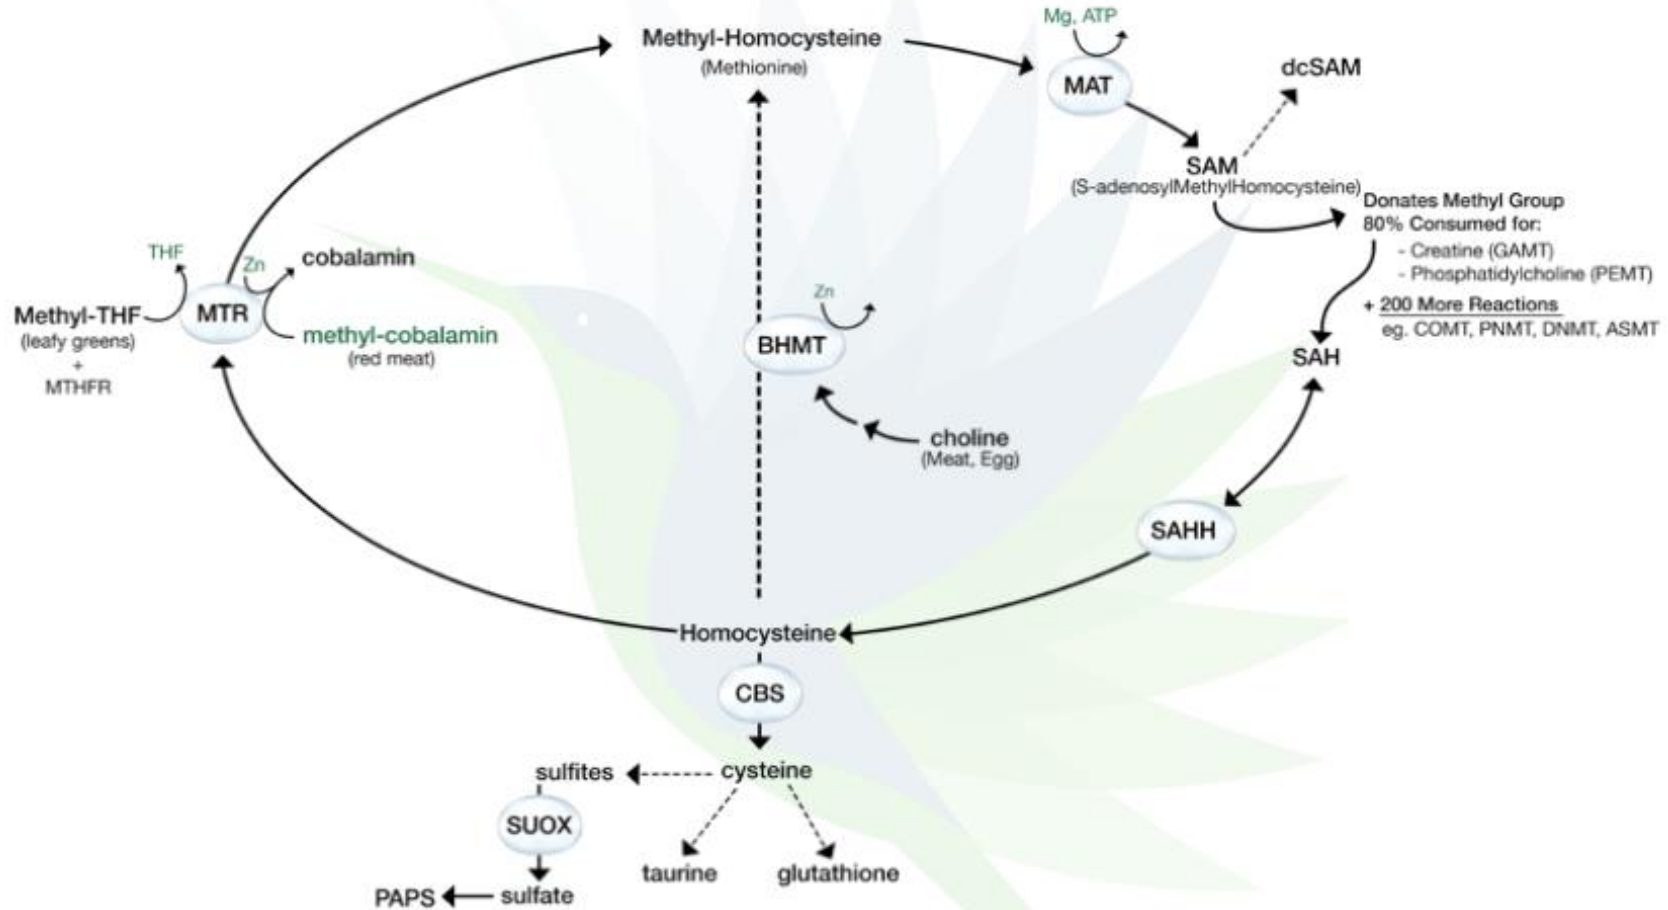 Mg, ATP
Methyl-Homocysteine
(Methionine)
MAT
dcSAM
SAM
(S-adenosylMethylHomocysteine)
Donates Methyl Group
80% Consumed for:
- Creatine (GAMT)
- Phosphatidylcholine (PEMT)
+ 200 More Reactions
eg. COMT, PNMT, DNMT, ASMT
THF
Zn
cobalamin
Methyl-THF
(leafy greens)
+
MTHFR
MTR
methyl-cobalamin
(red meat)
Zn
BHMT
SAH
choline
(Meat, Egg)
SAHH
Homocysteine
CBS
sulfites
cysteine
SUOX
taurine
glutathione
PAPS
sulfate